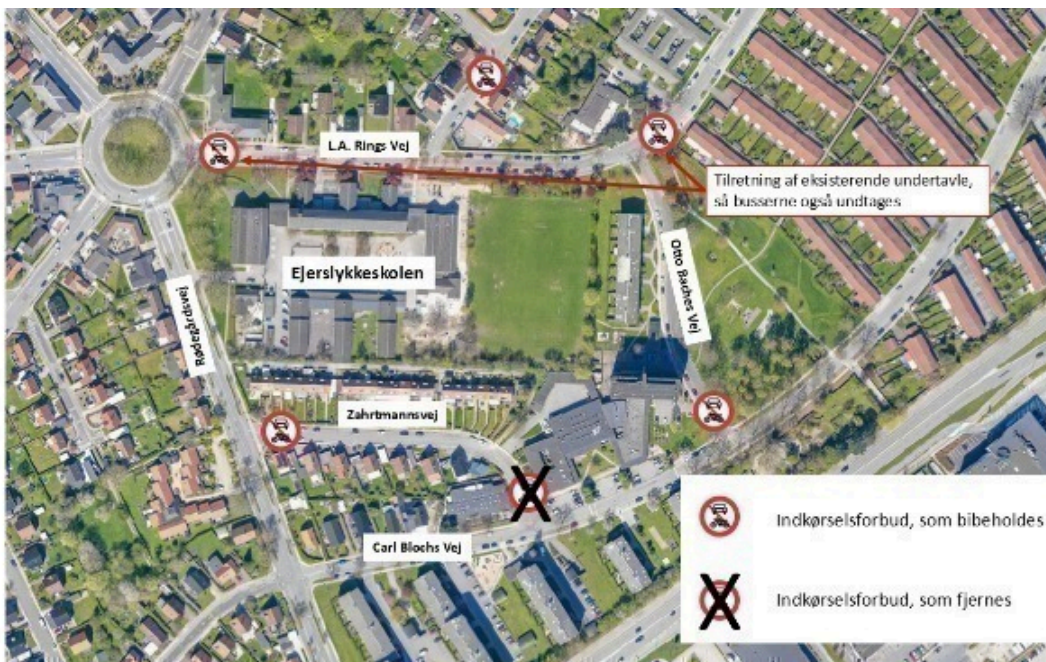 L.A. Rings Vej
Tilretning af eksisterende undertavle,
så busserne også undtages
Ejerslykkeskolen
Otto Baches Vej
Rødegårdsvej
Zahrtmannsvej
Carl Blochs Vej
Indkørselsforbud, som bibeholdes
Indkørselsforbud, som fjernes